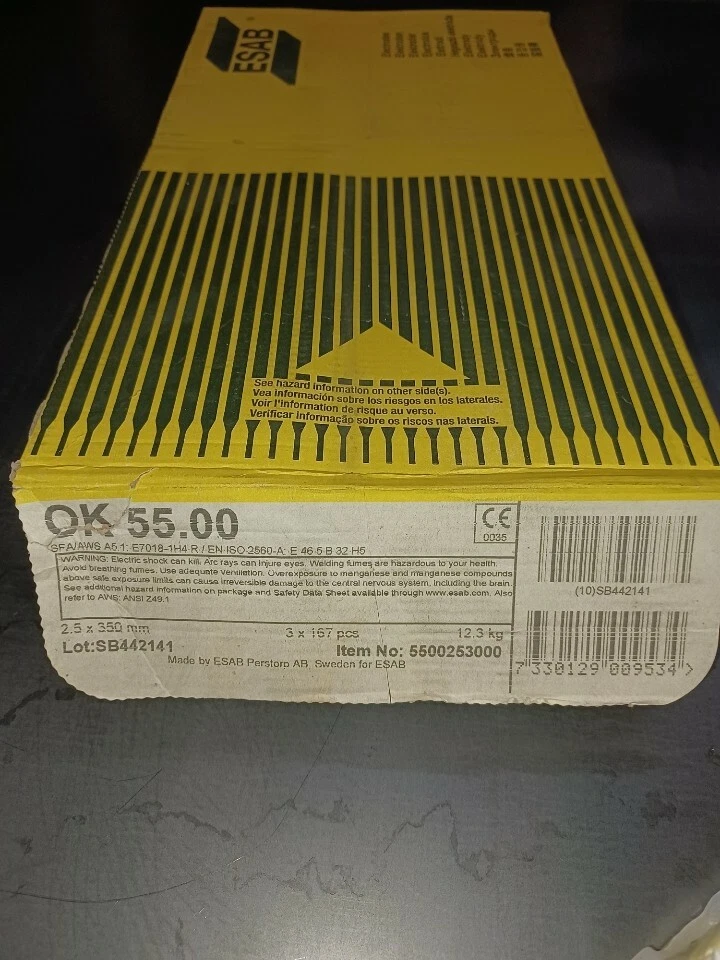 ESAB
See hazard information on other side(s).
Vea información sobre los riesgos en los laterales.
Voir l'information de risque au verso.
Verificar informação sobre os riscos nas laterais.
OK 55.00
SFA/AWS A5.1: E7018-1H4 R / EN ISO 2560-A: E 46 5 B 32 H5
WARNING: Electric shock can kill. Arc rays can injure eyes. Welding fumes are hazardous to your health.
Avoid breathing fumes. Use adequate ventilation. Overexposure to manganese and manganese compounds
above safe exposure limits can cause irreversible damage to the central nervous system, including the brain.
See additional hazard information on package and Safety Data Sheet available through www.esab.com. Also
refer to AWS: ANSI Z49.1
CE
0035
2.5 x 350 mm 3 x 167 pcs 12.3 kg
Lot:SB442141 Item No: 5500253000
Made by ESAB Perstorp AB, Sweden for ESAB
(10)SB442141
7 330129 009534 >